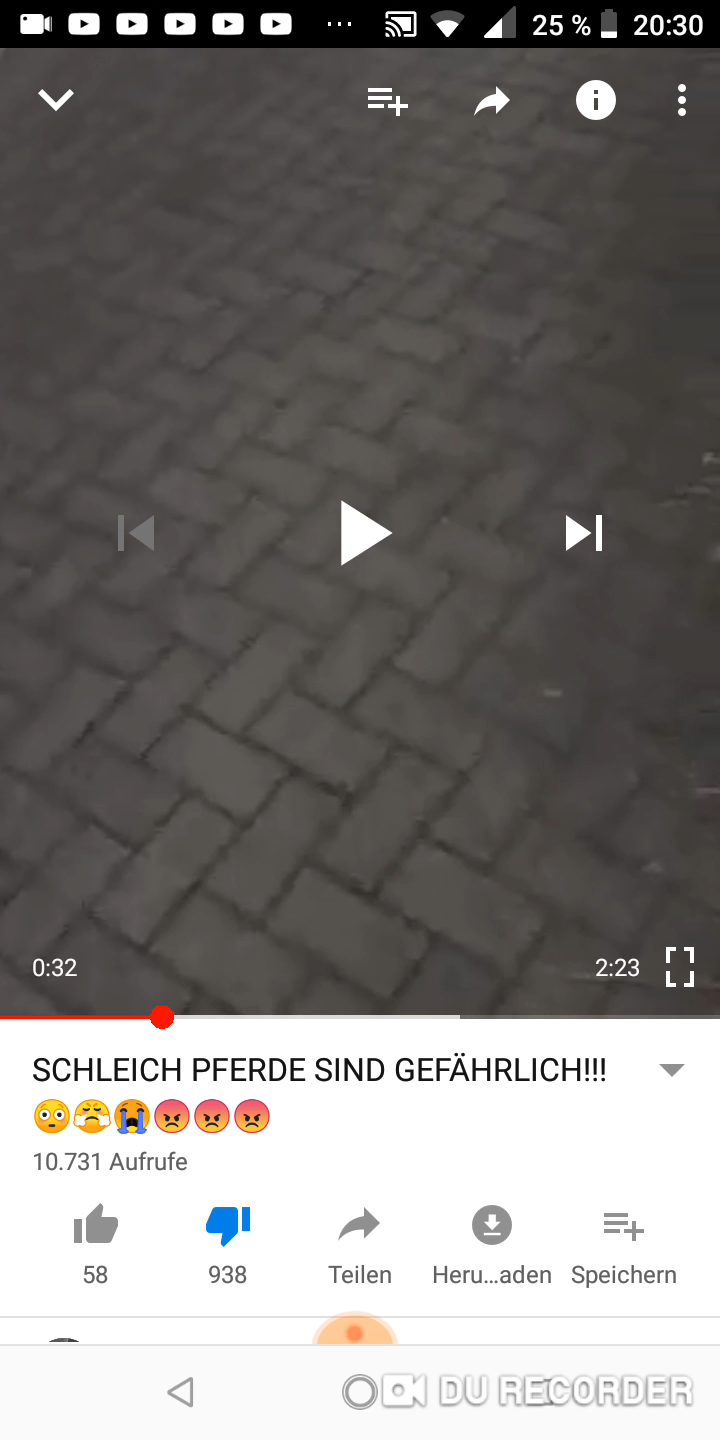 25 % 20:30
0:32 2:23
SCHLEICH PFERDE SIND GEFÄHRLICH!!!
😳😤😭😡😡😡
10.731 Aufrufe
58 938 Teilen Heru...aden Speichern
DU RECORDER